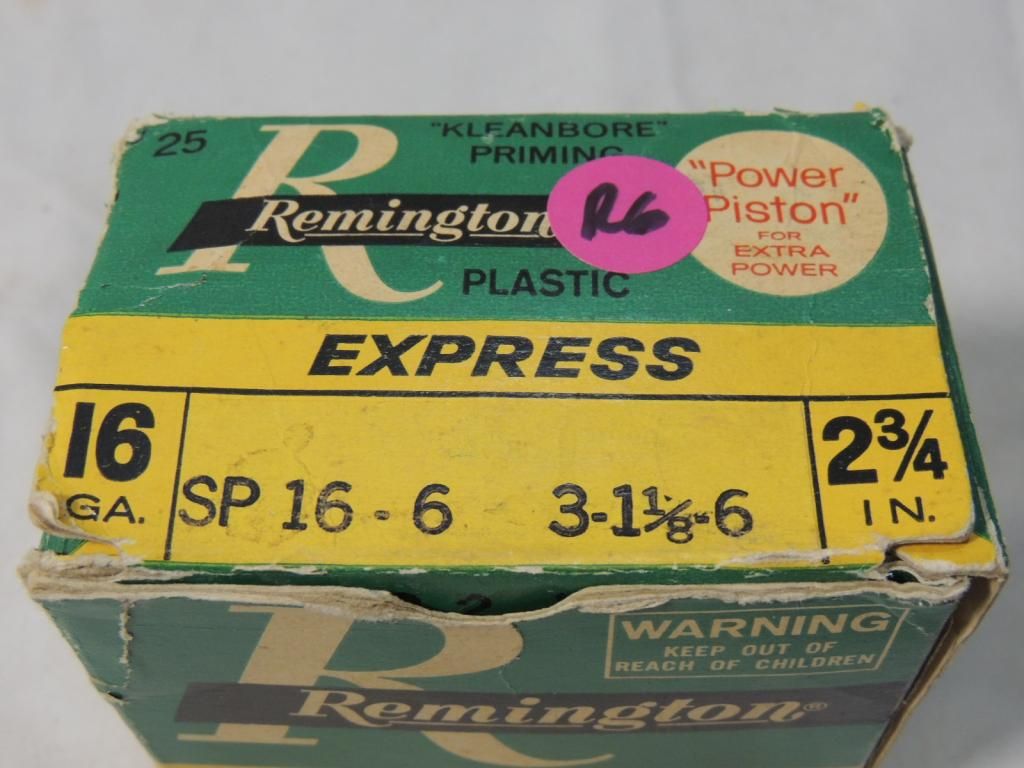 25
"KLEANBORE"
PRIMING
Remington
PLASTIC
R6
"Power
Piston"
FOR
EXTRA
POWER
EXPRESS
16
GA.
SP 16 - 6 3-1⅛-6
2¾
IN.
WARNING
KEEP OUT OF
REACH OF CHILDREN
Remington®